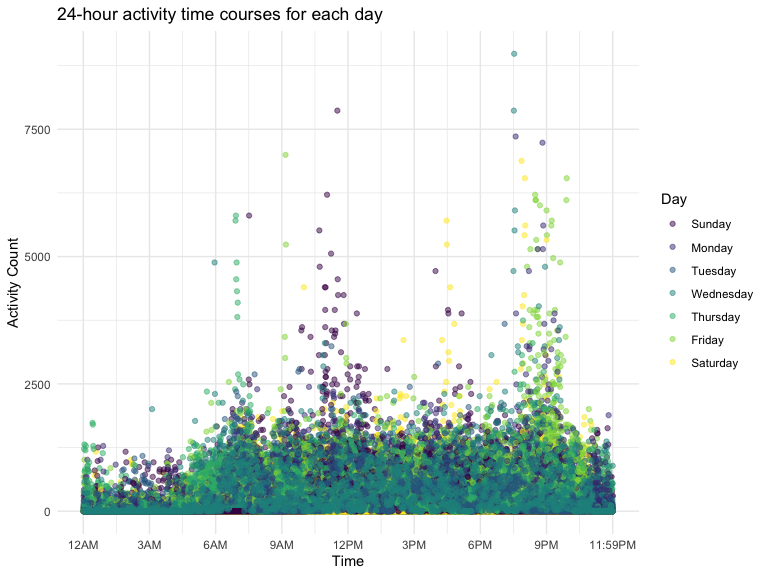 24-hour activity time courses for each day
7500
5000
2500
0
Activity Count
12AM 3AM 6AM 9AM 12PM 3PM 6PM 9PM 11:59PM
Time
Day
Sunday
Monday
Tuesday
Wednesday
Thursday
Friday
Saturday